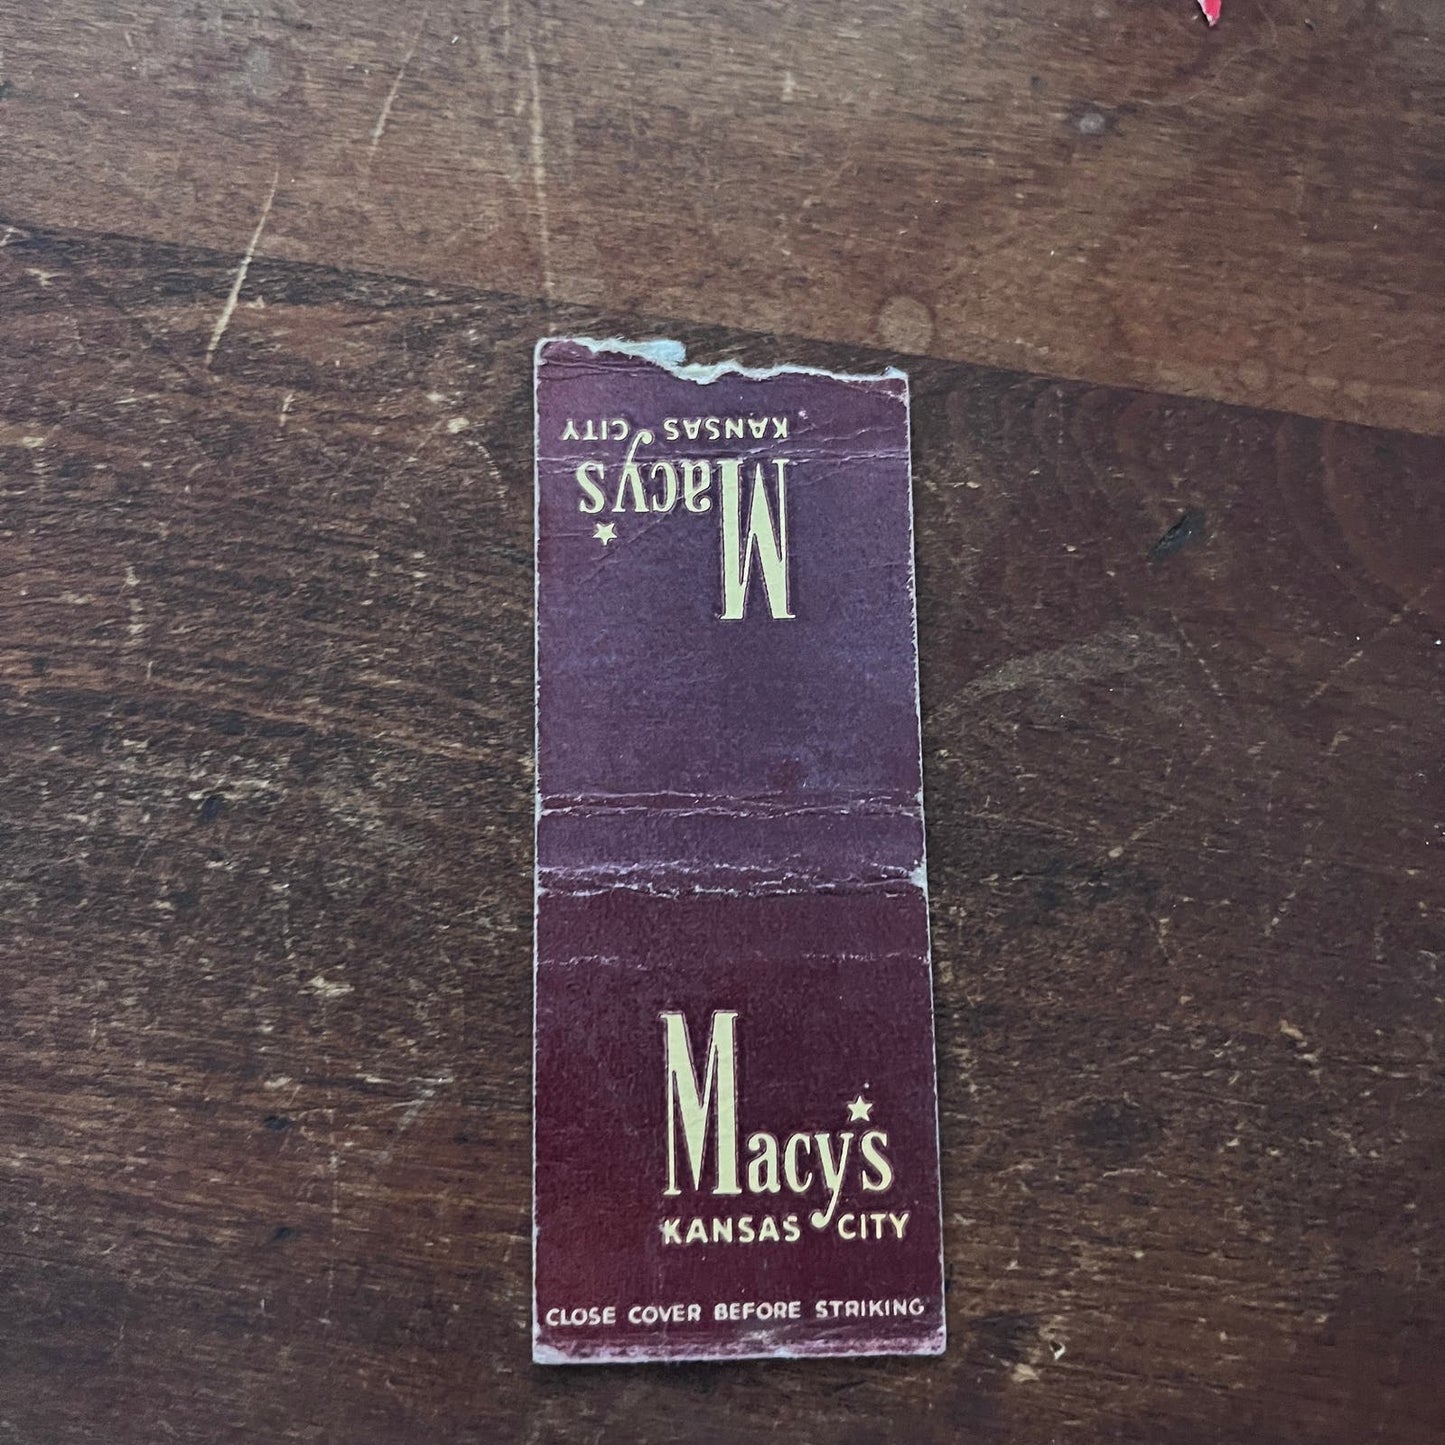 KANSAS CITY
Macy's
Macy's
KANSAS CITY
CLOSE COVER BEFORE STRIKING